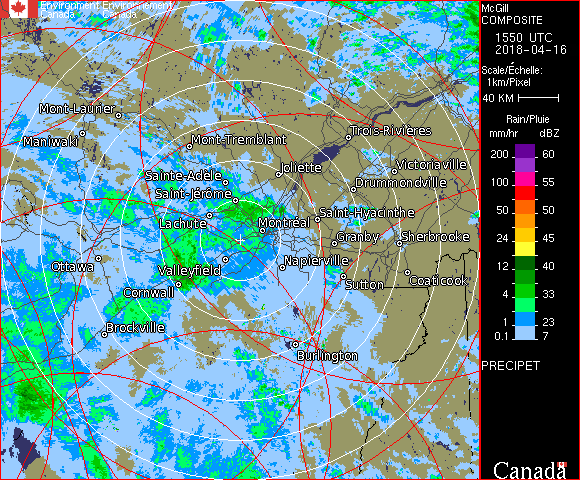 Environment Environnement
Canada Canada
McGill
COMPOSITE
1550 UTC
2018-04-16
Scale/Échelle:
1km/Pixel
40 KM
Rain/Pluie
mm/hr dBZ
200 60
100 55
50 50
24 45
12 40
4 33
1 23
0.1 7
PRECIPET
Canada
Mont-Laurier
Maniwaki
Mont-Tremblant
Trois-Rivières
Joliette
Victoriaville
Sainte-Adèle
Drummondville
Saint-Jérôme
Lachute
Saint-Hyacinthe
Montréal
Granby
Sherbrooke
Ottawa
Valleyfield
Napierville
Cornwall
Sutton
Coaticook
Brockville
Burlington